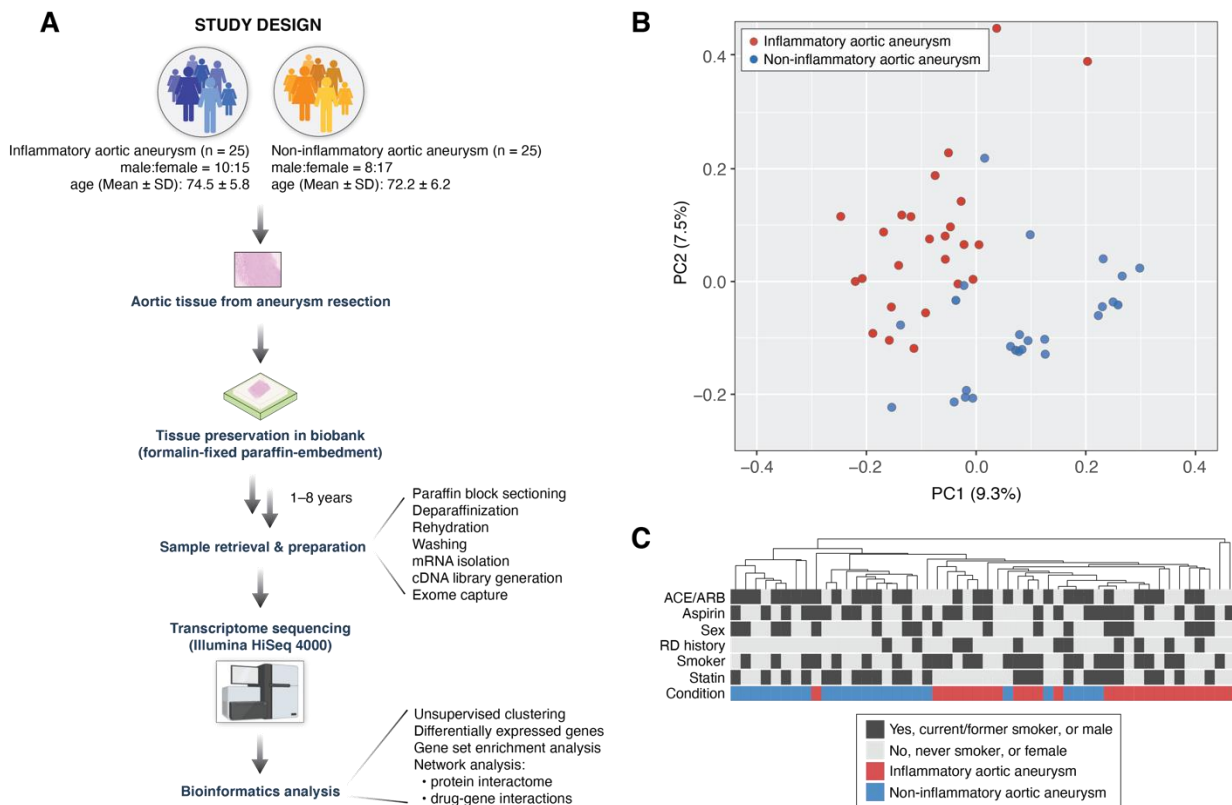 A
STUDY DESIGN
Inflammatory aortic aneurysm (n = 25)
male:female = 10:15
age (Mean ± SD): 74.5 ± 5.8
Non-inflammatory aortic aneurysm (n = 25)
male:female = 8:17
age (Mean ± SD): 72.2 ± 6.2
Aortic tissue from aneurysm resection
Tissue preservation in biobank
(formalin-fixed paraffin-embedment)
1–8 years
Sample retrieval & preparation
Paraffin block sectioning
Deparaffinization
Rehydration
Washing
mRNA isolation
cDNA library generation
Exome capture
Transcriptome sequencing
(Illumina HiSeq 4000)
Bioinformatics analysis
Unsupervised clustering
Differentially expressed genes
Gene set enrichment analysis
Network analysis:
• protein interactome
• drug-gene interactions
B
Inflammatory aortic aneurysm
Non-inflammatory aortic aneurysm
PC2 (7.5%)
0.4
0.2
0.0
−0.2
−0.4
−0.2
0.0
0.2
0.4
PC1 (9.3%)
C
ACE/ARB
Aspirin
Sex
RD history
Smoker
Statin
Condition
Yes, current/former smoker, or male
No, never smoker, or female
Inflammatory aortic aneurysm
Non-inflammatory aortic aneurysm